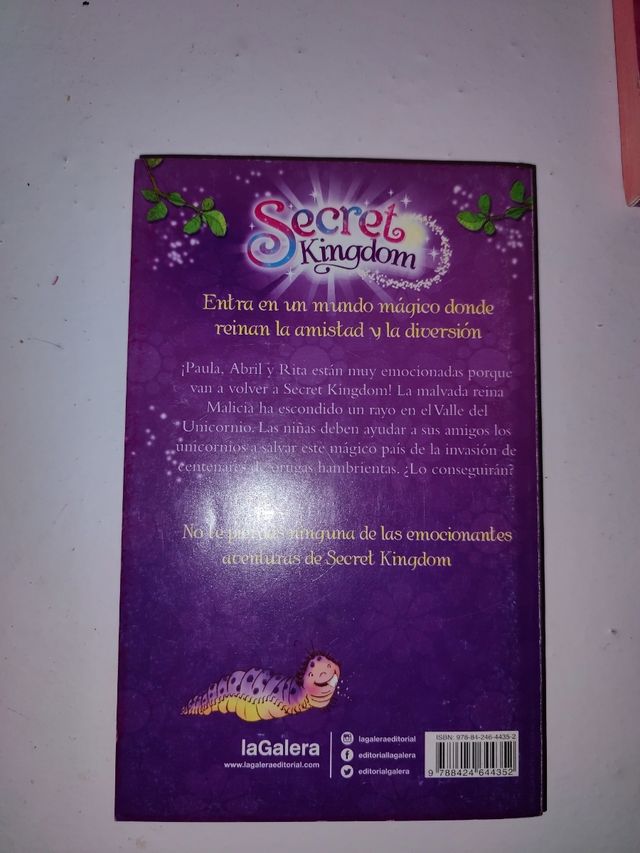 Secret
Kingdom
Entra en un mundo mágico donde
reinan la amistad y la diversión
¡Paula, Abril y Rita están muy emocionadas porque
van a volver a Secret Kingdom! La malvada reina
Malicia ha escondido un rayo en el Valle del
Unicornio. Las niñas deben ayudar a sus amigos los
unicornios a salvar este mágico país de la invasión de
centenares de ortigas hambrientas. ¿Lo conseguirán?
No te pierdas ninguna de las emocionantes
aventuras de Secret Kingdom
laGalera
www.lagaleraeditorial.com
lagaleraeditorial
editoriallagalera
editorialgalera
ISBN: 978-84-246-4435-2
9 788424 644352